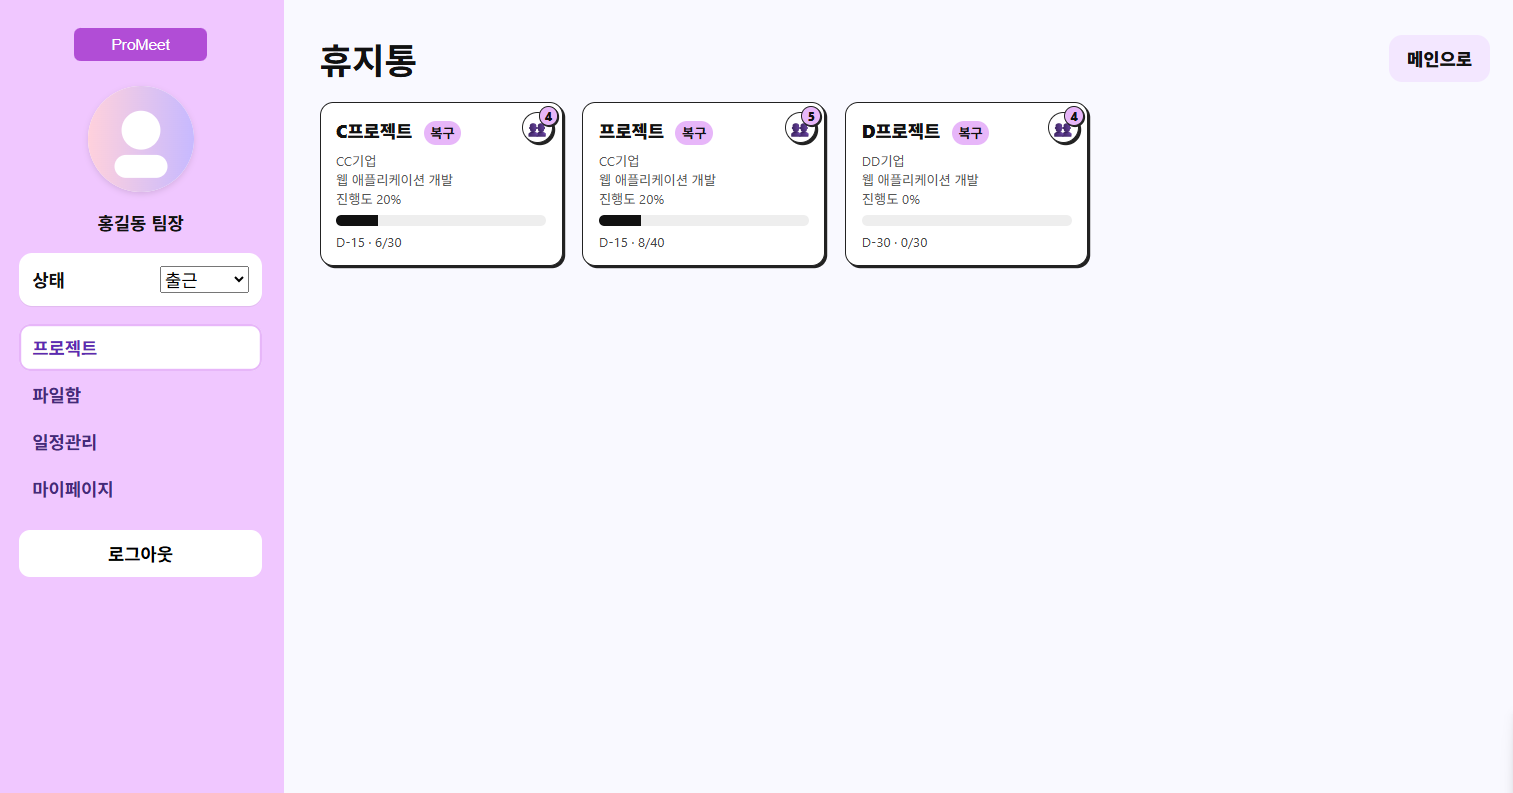 ProMeet
홍길동 팀장
상태
출근
프로젝트
파일함
일정관리
마이페이지
로그아웃
휴지통
메인으로
C프로젝트 복구 4
CC기업
웹 애플리케이션 개발
진행도 20%
D-15 · 6/30
프로젝트 복구 5
CC기업
웹 애플리케이션 개발
진행도 20%
D-15 · 8/40
D프로젝트 복구 4
DD기업
웹 애플리케이션 개발
진행도 0%
D-30 · 0/30